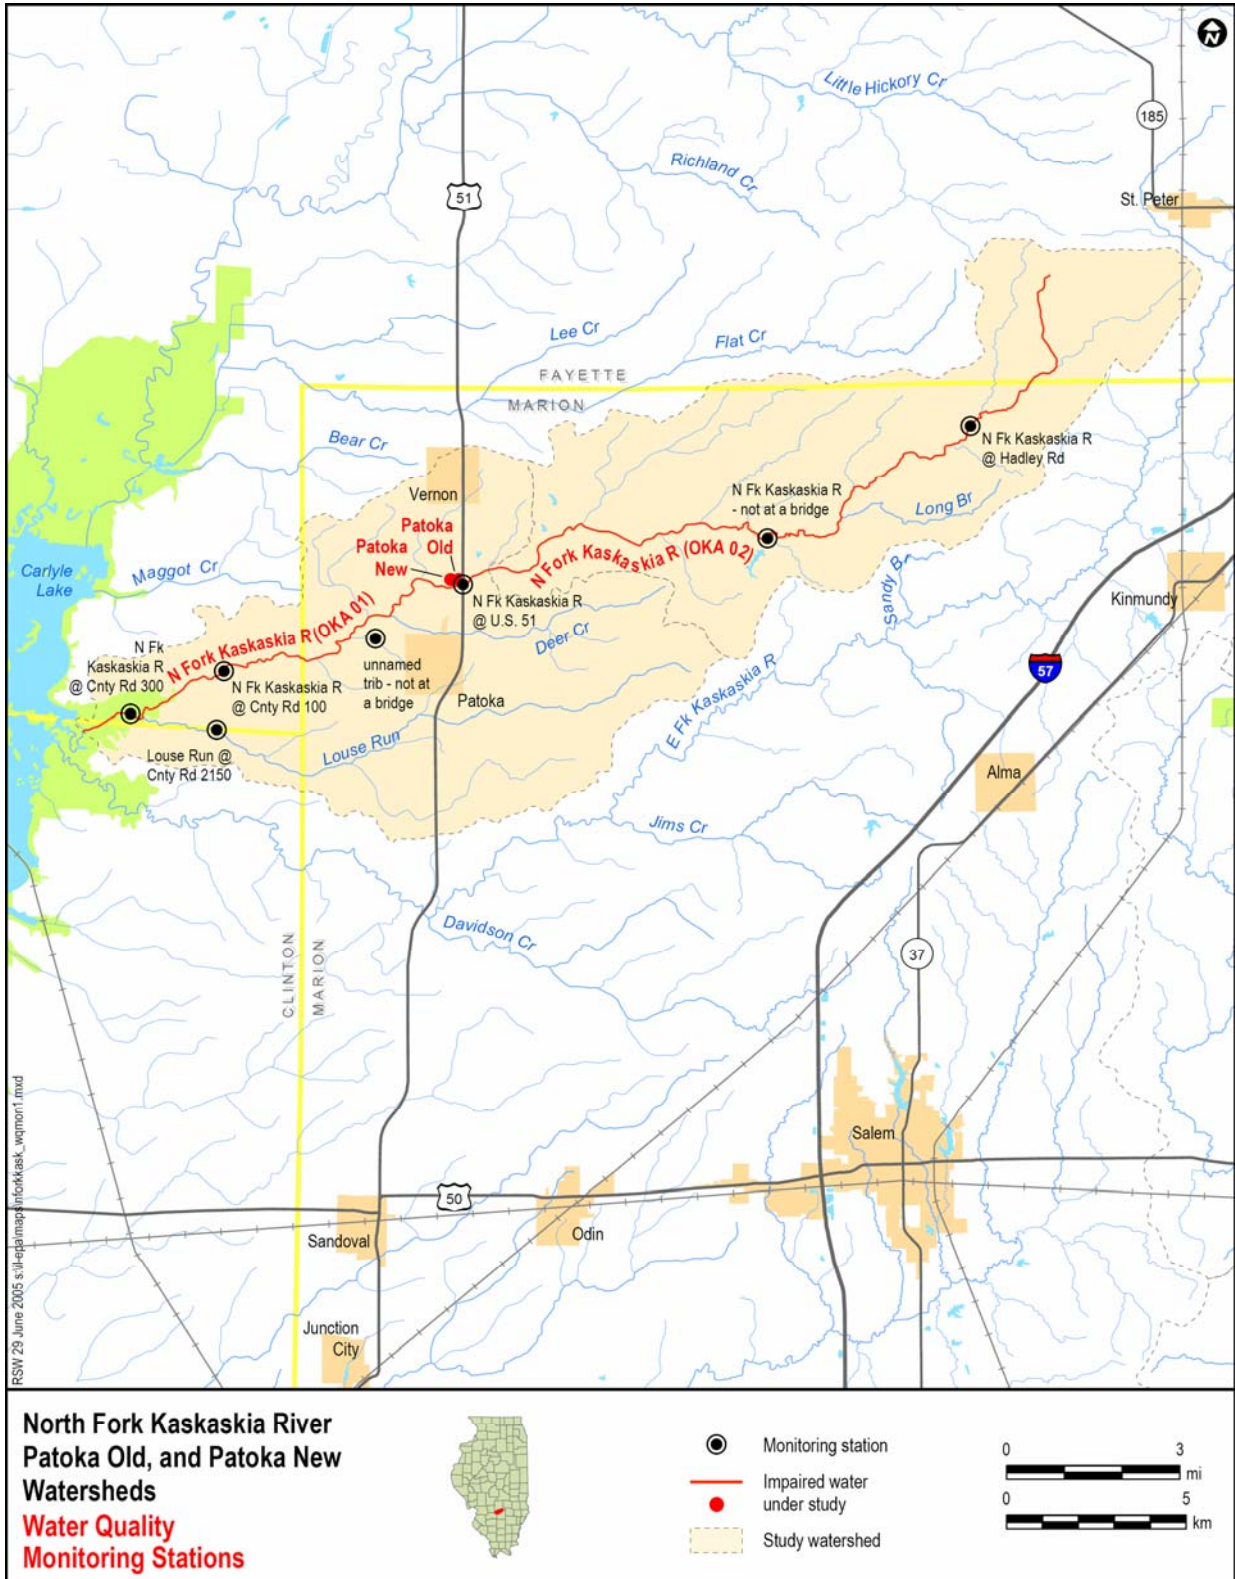 N
Little Hickory Cr
185
Richland Cr
51
St. Peter
Lee Cr
Flat Cr
FAYETTE
MARION
Bear Cr
N Fk Kaskaskia R
@ Hadley Rd
Vernon
N Fk Kaskaskia R
- not at a bridge
Long Br
Patoka
Old
Patoka
New
N Fork Kaskaskia R (OKA 02)
Carlyle
Lake
Maggot Cr
Sandy B
Kinmundy
N Fork Kaskaskia R (OKA 01)
N Fk Kaskaskia R
@ U.S. 51
Deer Cr
N Fk
Kaskaskia R
@ Cnty Rd 300
unnamed
trib - not at
a bridge
57
N Fk Kaskaskia R
@ Cnty Rd 100
Patoka
E Fk Kaskaskia R
Louse Run
Louse Run @
Cnty Rd 2150
Alma
Jims Cr
Davidson Cr
37
CLINTON
MARION
RSW 29 June 2005 s:\il-epa\maps\nforkkask_wqmon1.mxd
Salem
50
Sandoval
Odin
Junction
City
North Fork Kaskaskia River
Patoka Old, and Patoka New
Watersheds
Water Quality
Monitoring Stations
Monitoring station
Impaired water
under study
Study watershed
0 3
mi
0 5
km